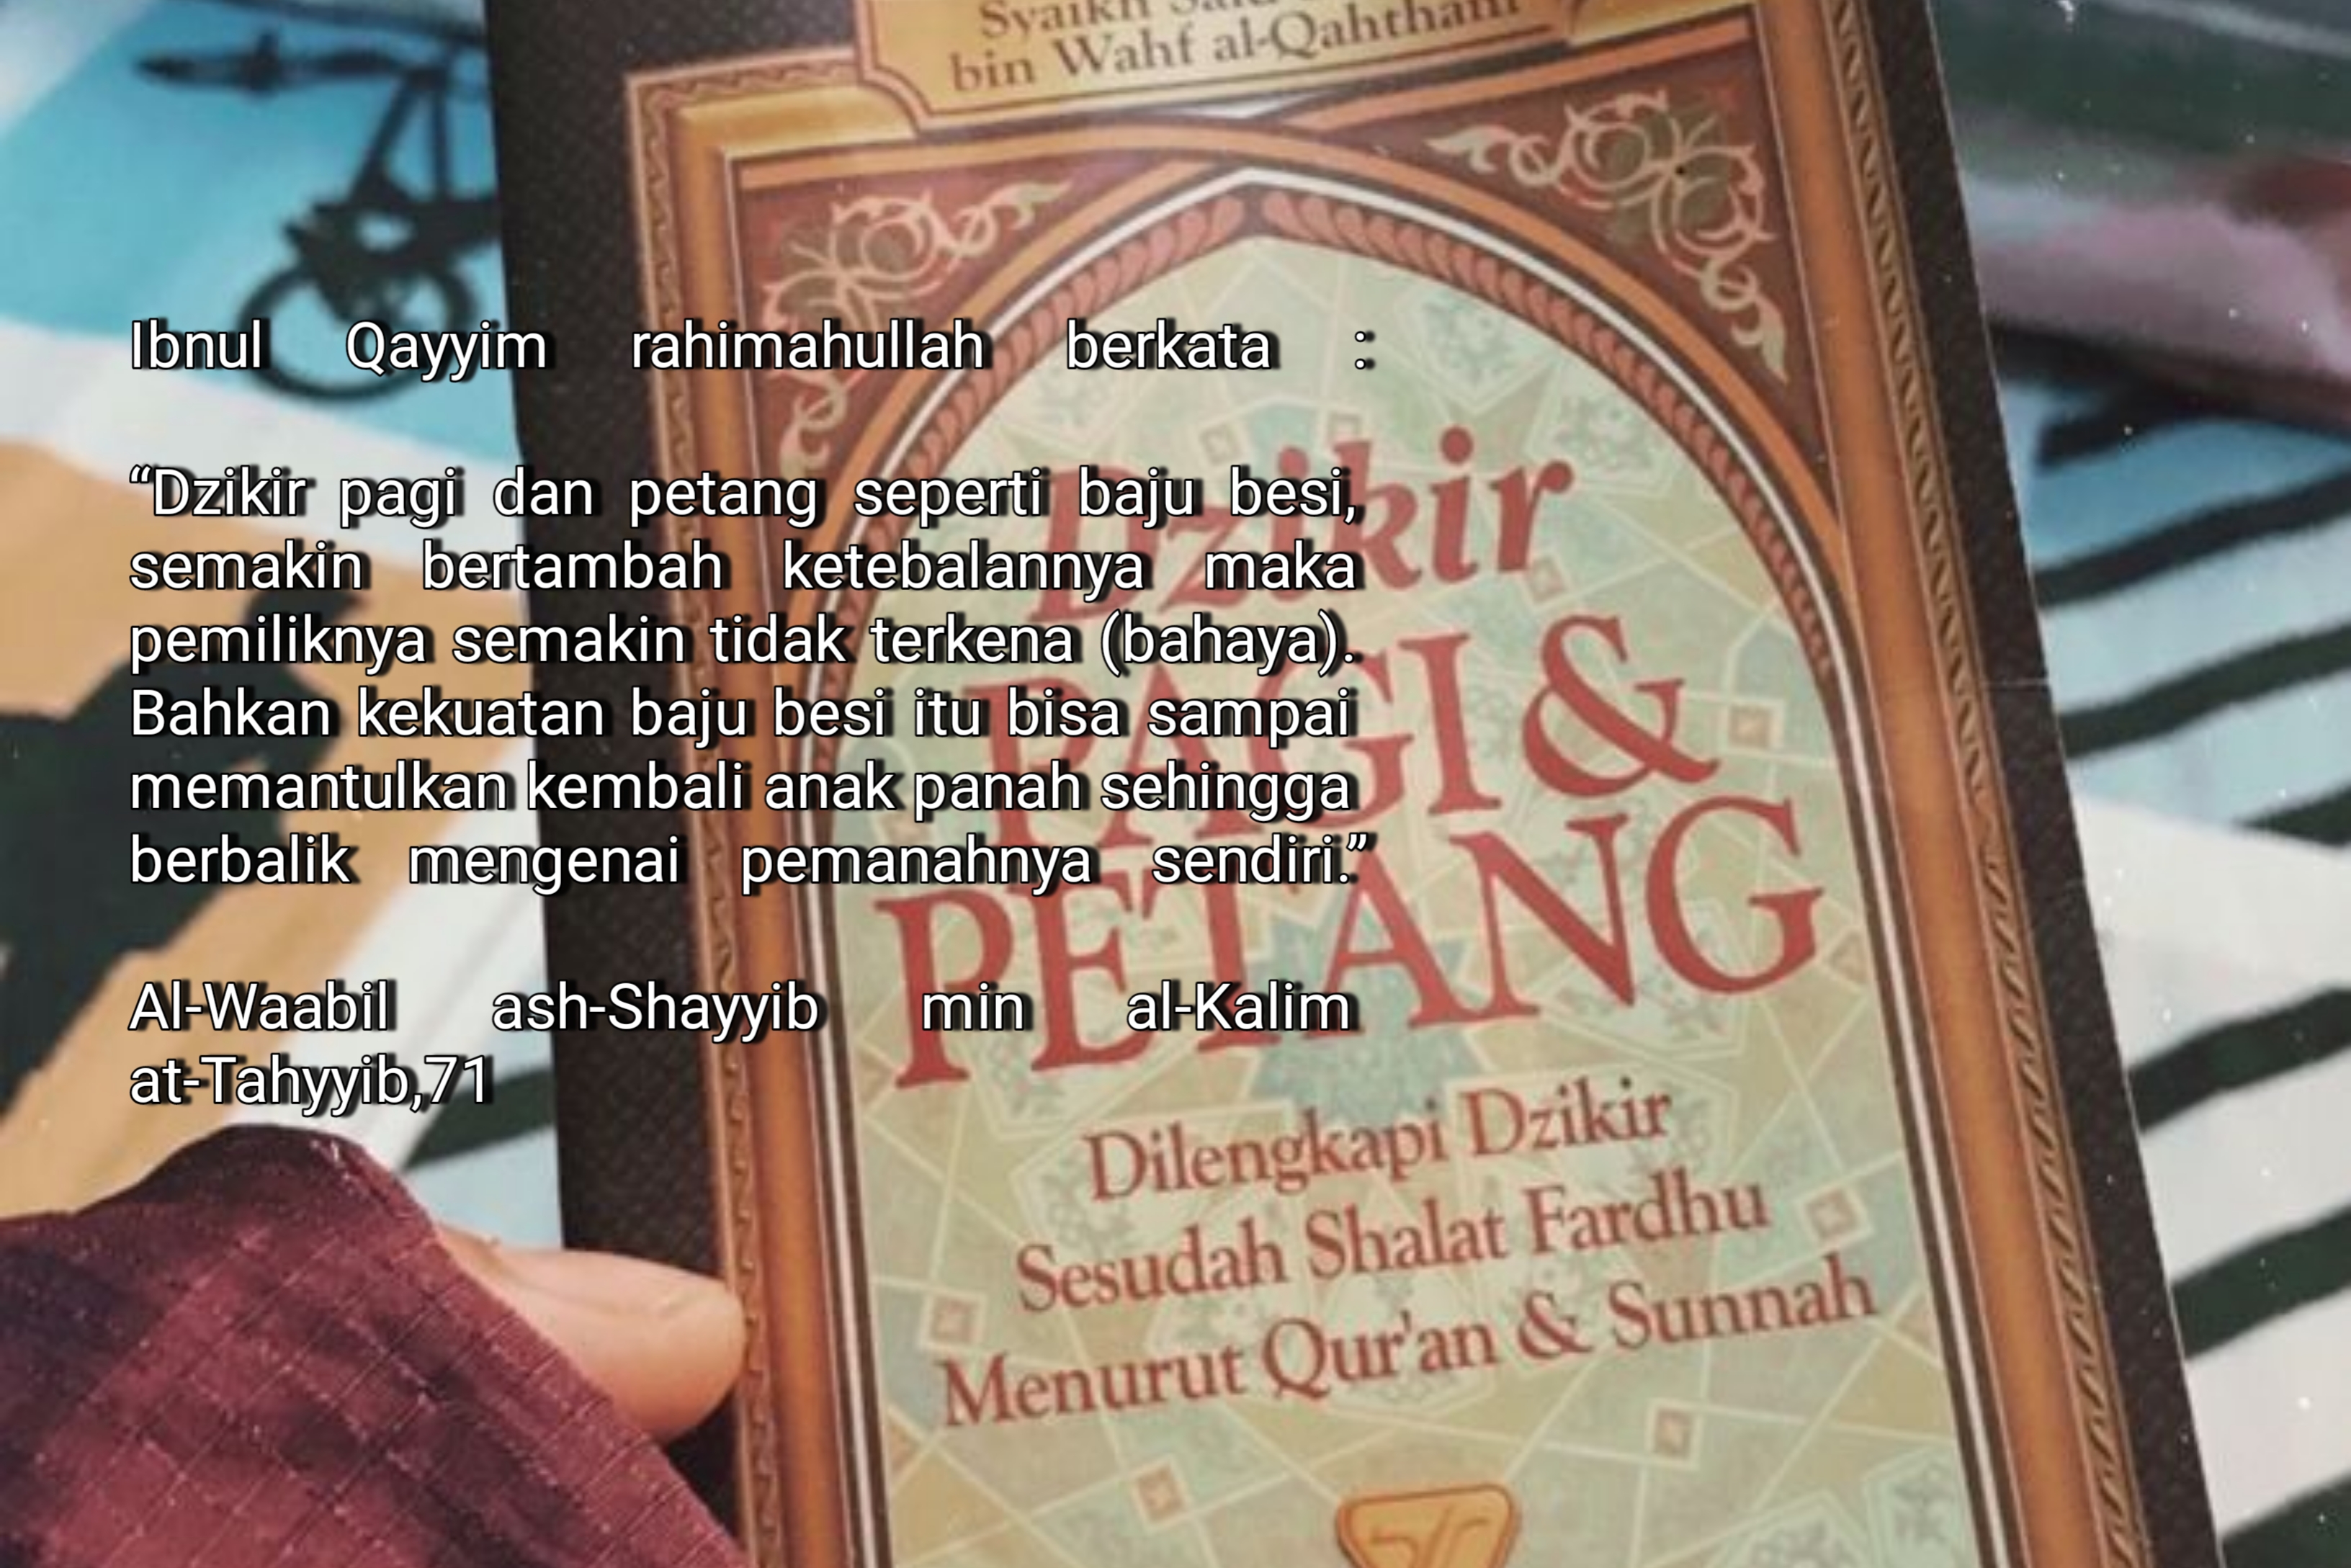 Syaikh
bin Wahf al-Qahthani
Ibnul Qayyim rahimahullah berkata :
“Dzikir pagi dan petang seperti baju besi,
semakin bertambah ketebalannya maka
pemiliknya semakin tidak terkena (bahaya).
Bahkan kekuatan baju besi itu bisa sampai
memantulkan kembali anak panah sehingga
berbalik mengenai pemanahnya sendiri.”
Al-Waabil ash-Shayyib min al-Kalim
at-Tahyyib,71
Dzikir
PAGI &
PETANG
Dilengkapi Dzikir
Sesudah Shalat Fardhu
Menurut Qur'an & Sunnah